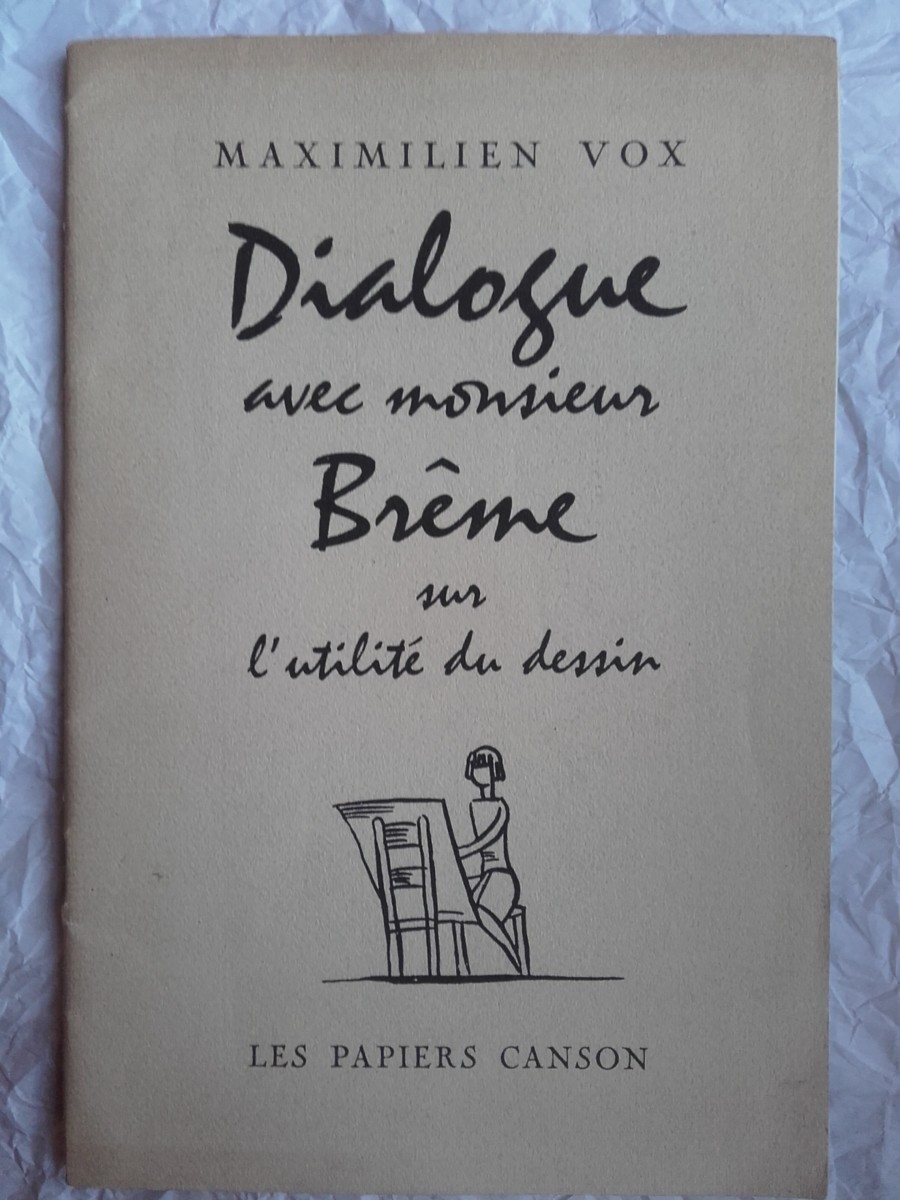 MAXIMILIEN VOX
Dialogue
avec monsieur
Brême
sur
l'utilité du dessin
LES PAPIERS CANSON